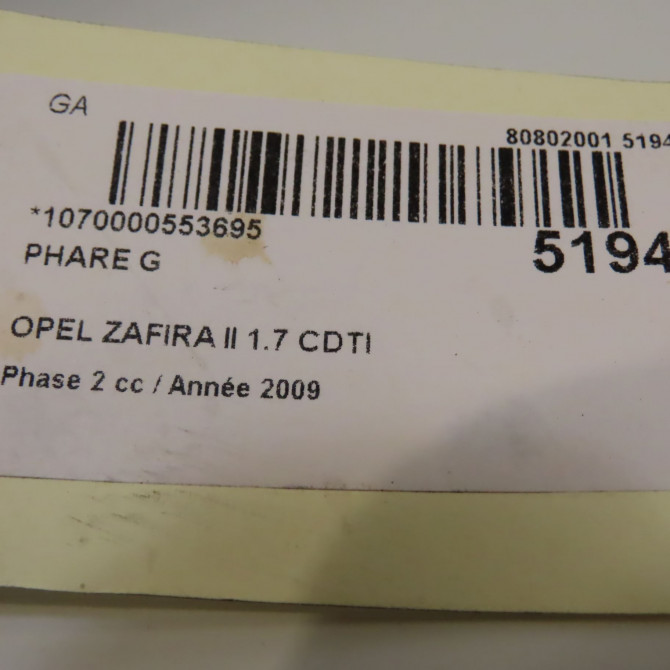 GA
80802001 5194
*1070000553695
5194
PHARE G
OPEL ZAFIRA II 1.7 CDTI
Phase 2 cc / Année 2009